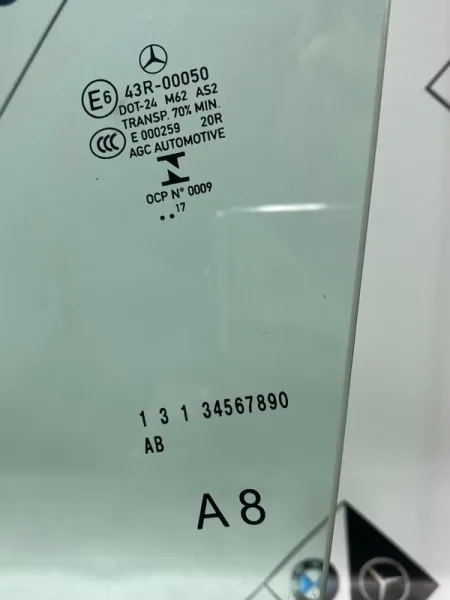 E6 43R-00050
DOT-24 M62 AS2
TRANSP. 70% MIN.
CCC E 000259 20R
AGC AUTOMOTIVE
OCP N° 0009
..17
1 3 1 34567890
AB
A8